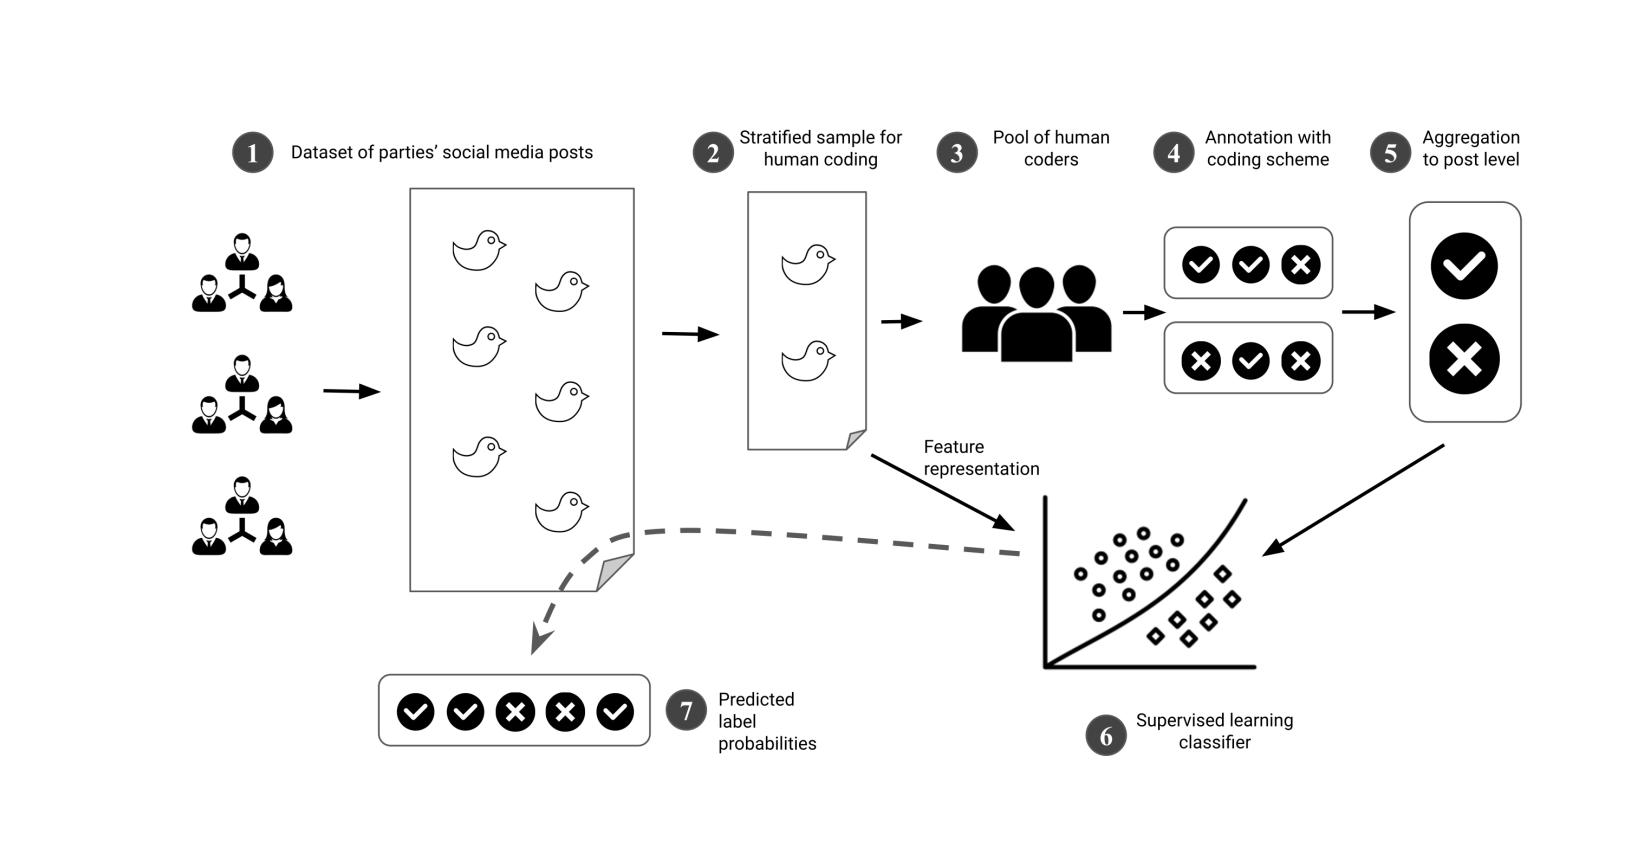 1
Dataset of parties’ social media posts
2
Stratified sample for
human coding
3
Pool of human
coders
4
Annotation with
coding scheme
5
Aggregation
to post level
Feature
representation
7
Predicted
label
probabilities
6
Supervised learning
classifier